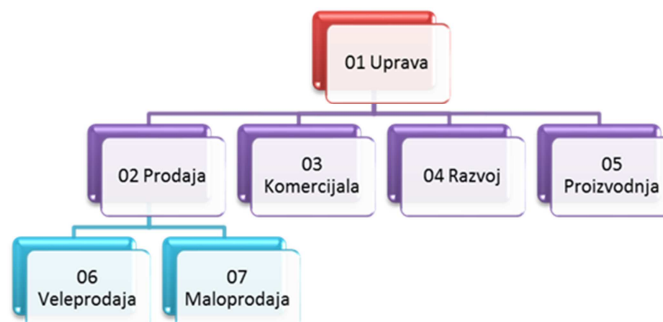 01 Uprava
02 Prodaja
03
Komercijala
04 Razvoj
05
Proizvodnja
06
Veleprodaja
07
Maloprodaja